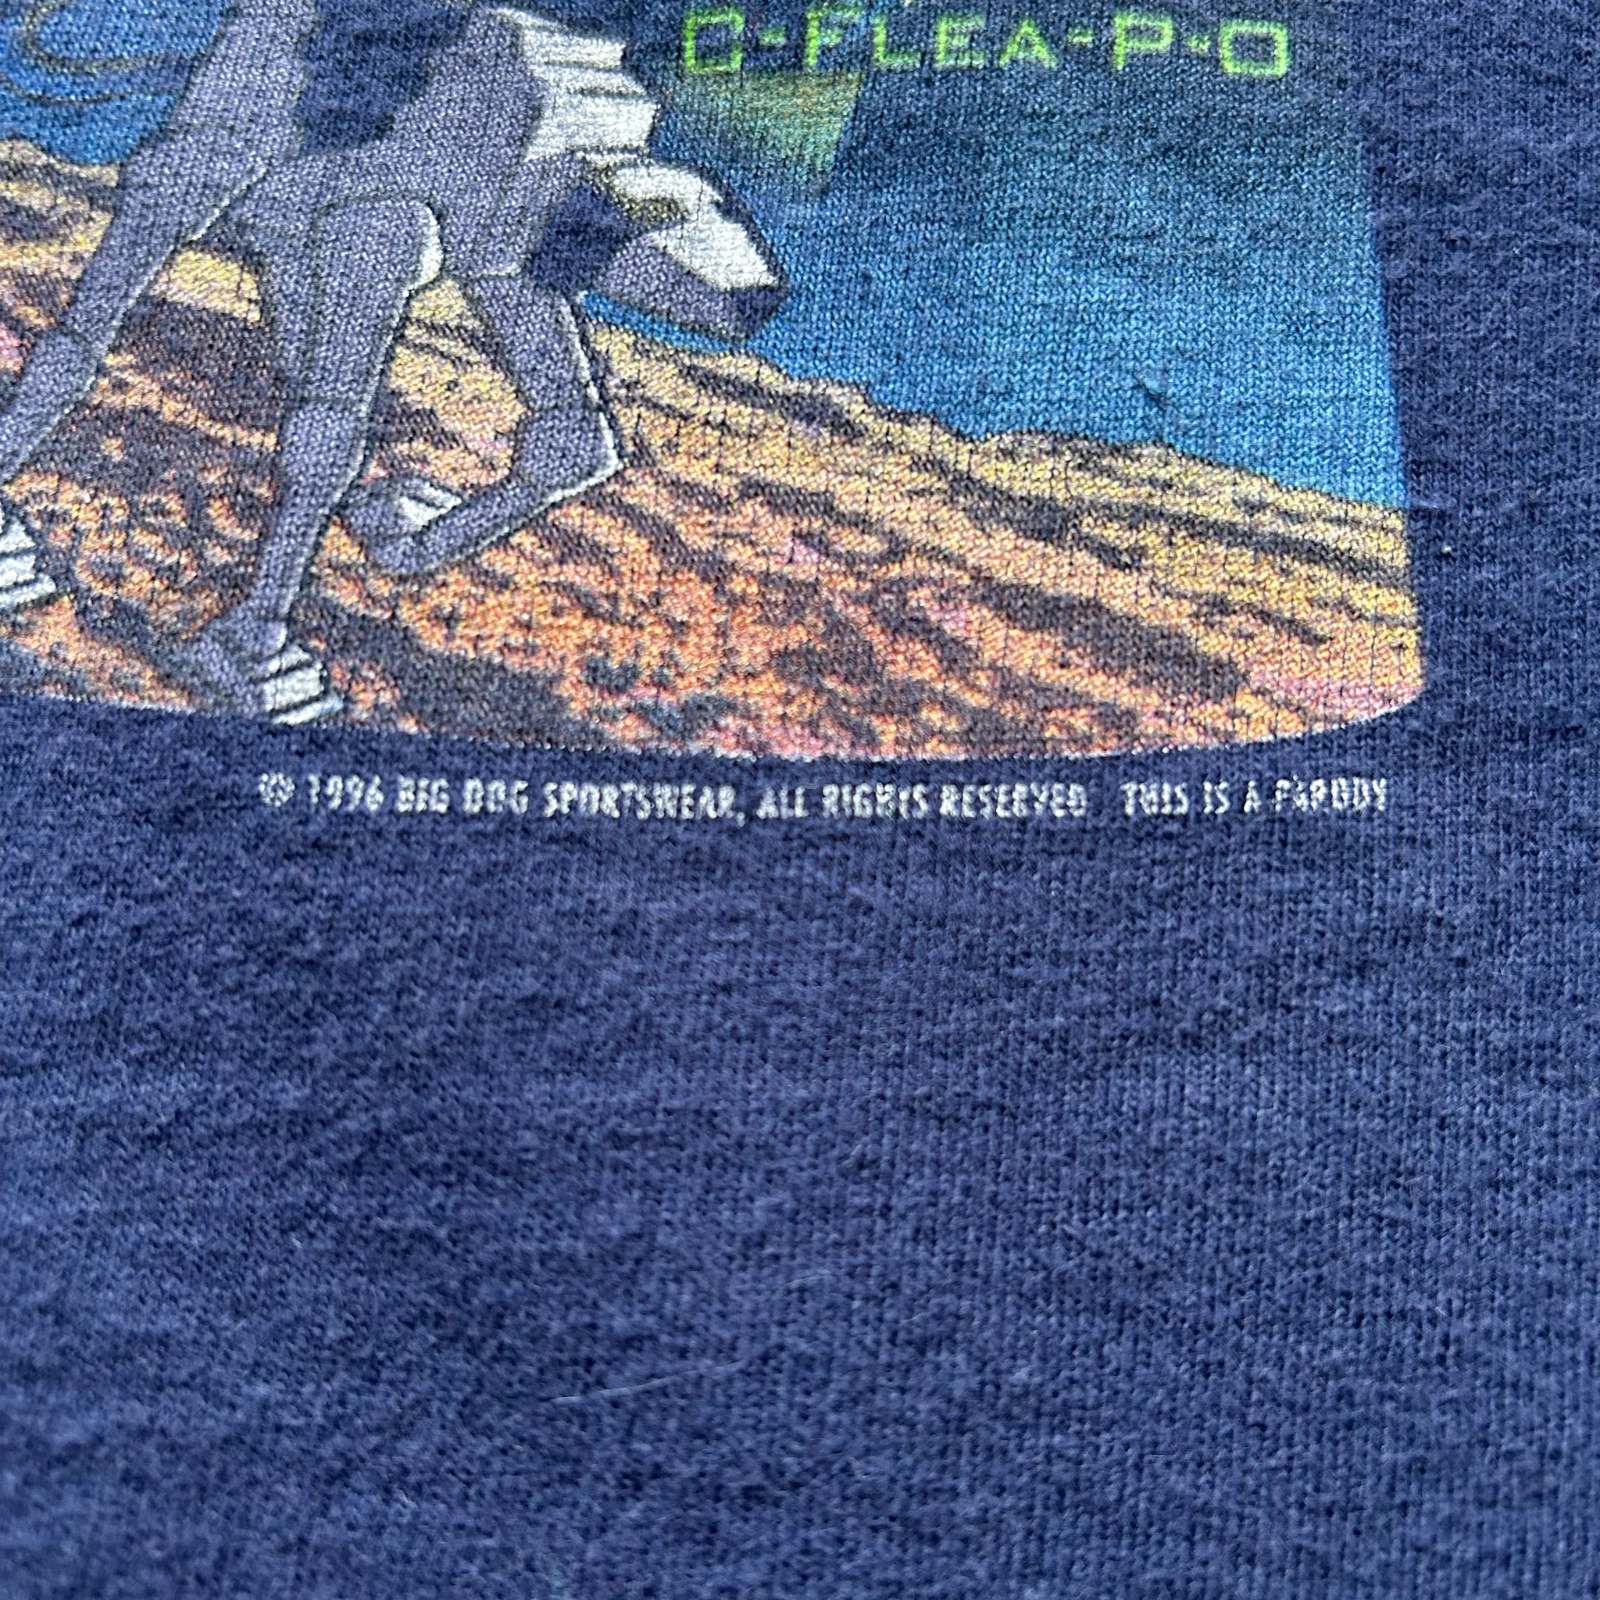 C-FLEA-P-O
© 1996 BIG DOG SPORTSWEAR, ALL RIGHTS RESERVED THIS IS A PARODY